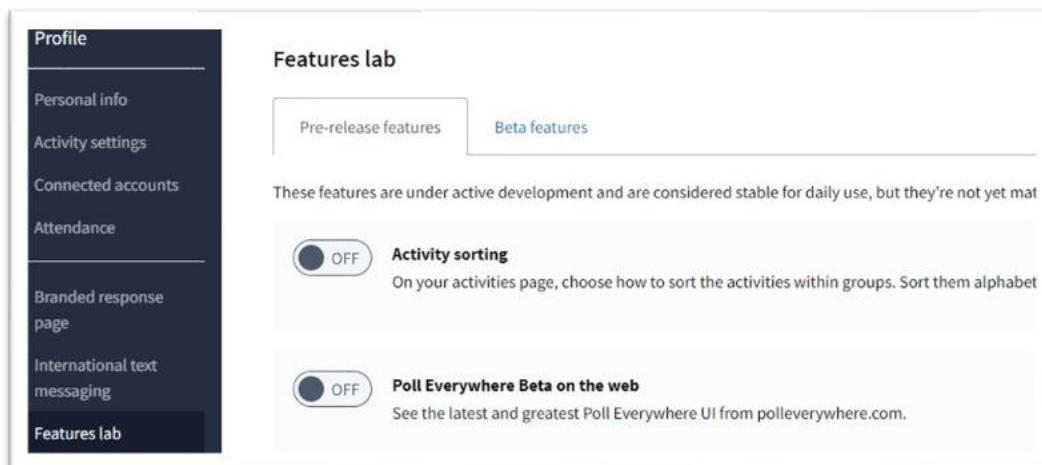 Profile
Personal info
Activity settings
Connected accounts
Attendance
Branded response
page
International text
messaging
Features lab
Features lab
Pre-release features
Beta features
These features are under active development and are considered stable for daily use, but they're not yet mat
OFF
Activity sorting
On your activities page, choose how to sort the activities within groups. Sort them alphabet
OFF
Poll Everywhere Beta on the web
See the latest and greatest Poll Everywhere UI from polleverywhere.com.